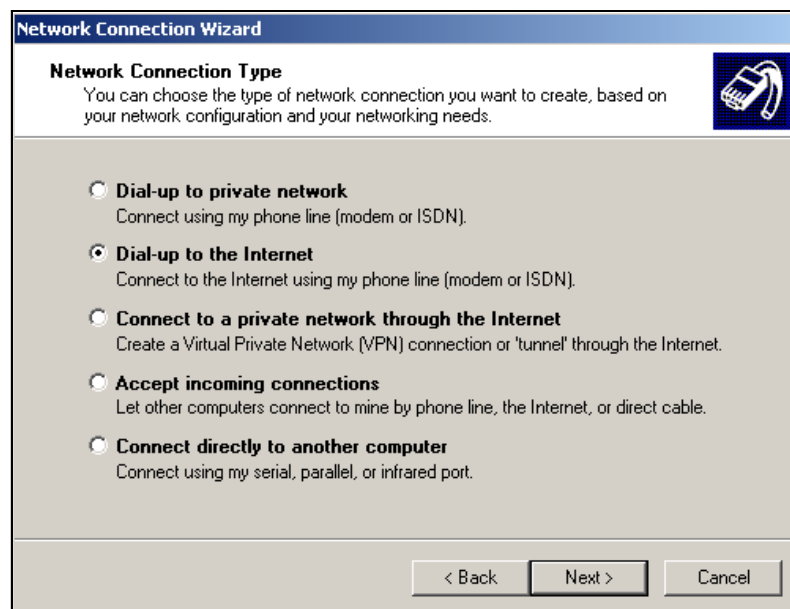 Network Connection Wizard
Network Connection Type
You can choose the type of network connection you want to create, based on
your network configuration and your networking needs.
Dial-up to private network
Connect using my phone line (modem or ISDN).
Dial-up to the Internet
Connect to the Internet using my phone line (modem or ISDN).
Connect to a private network through the Internet
Create a Virtual Private Network (VPN) connection or 'tunnel' through the Internet.
Accept incoming connections
Let other computers connect to mine by phone line, the Internet, or direct cable.
Connect directly to another computer
Connect using my serial, parallel, or infrared port.
< Back Next > Cancel